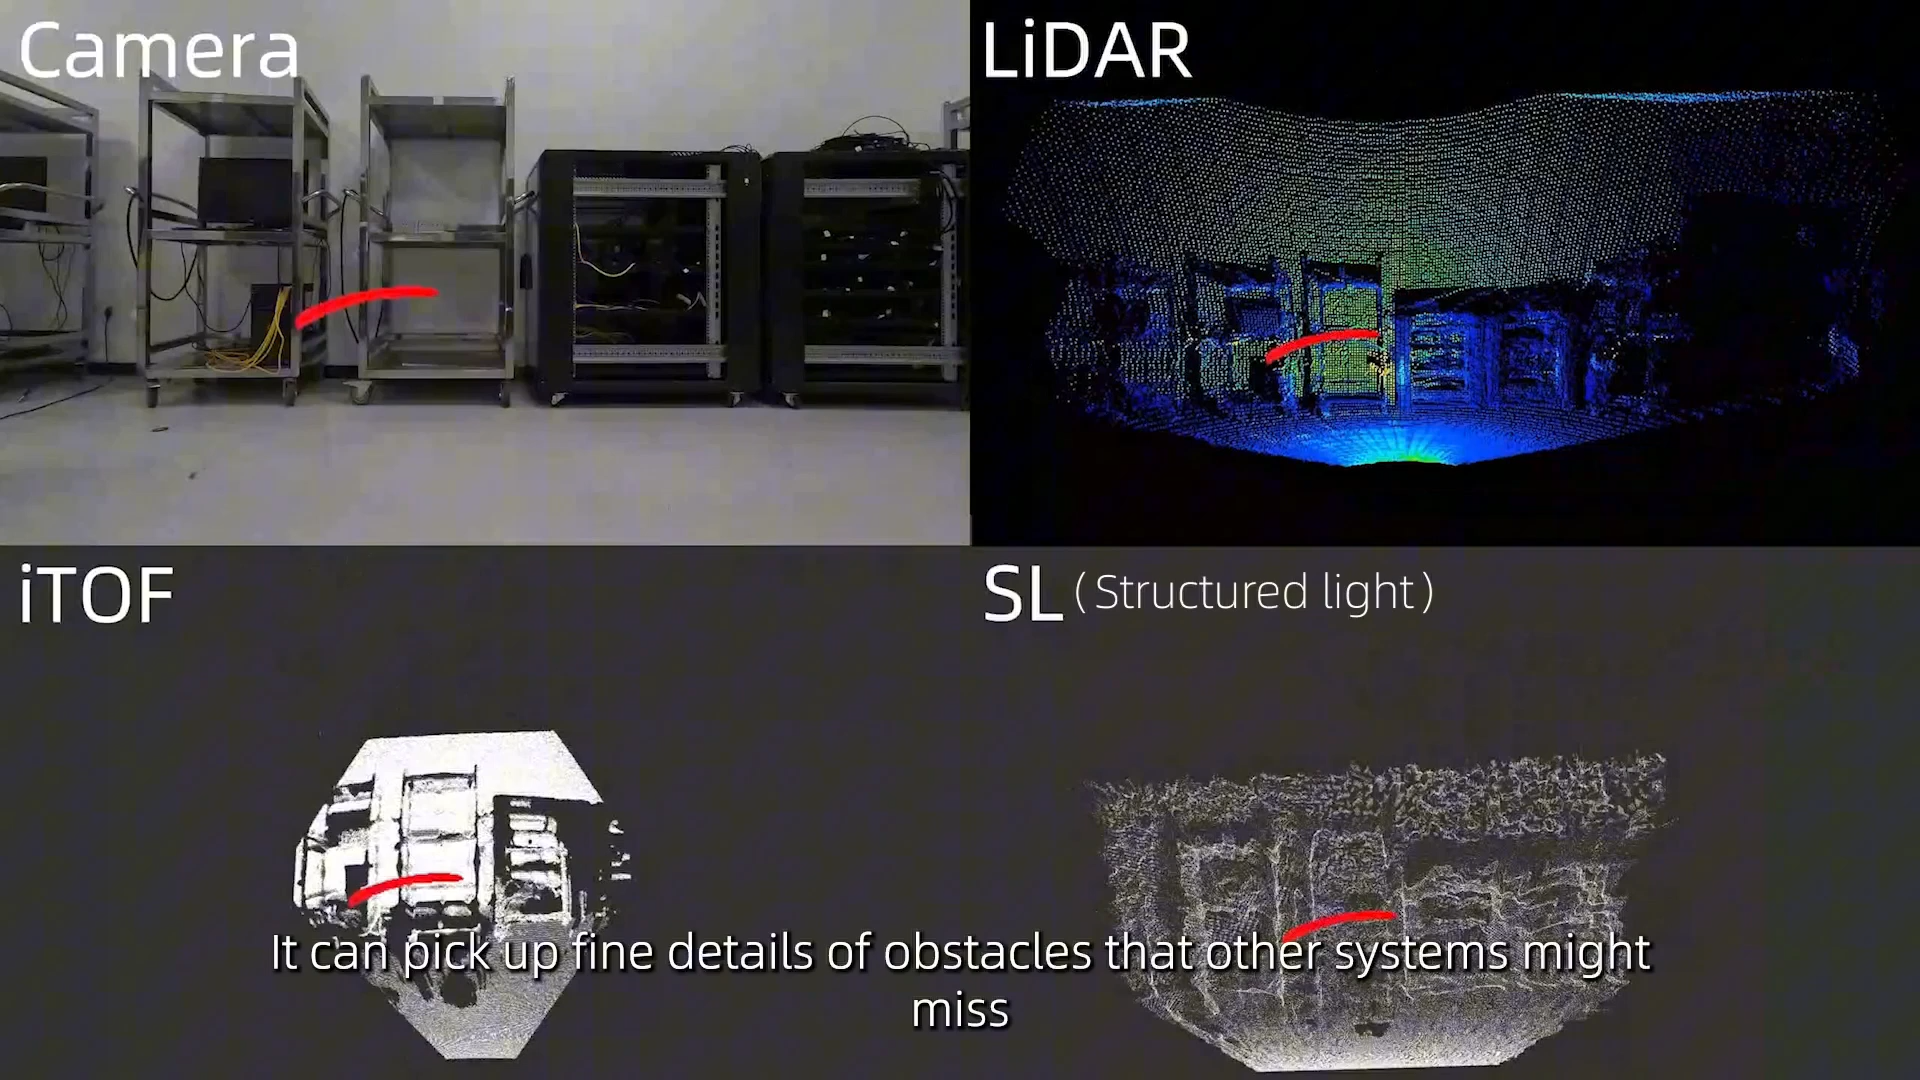 Camera
LiDAR
iTOF
SL (Structured light)
It can pick up fine details of obstacles that other systems might
miss